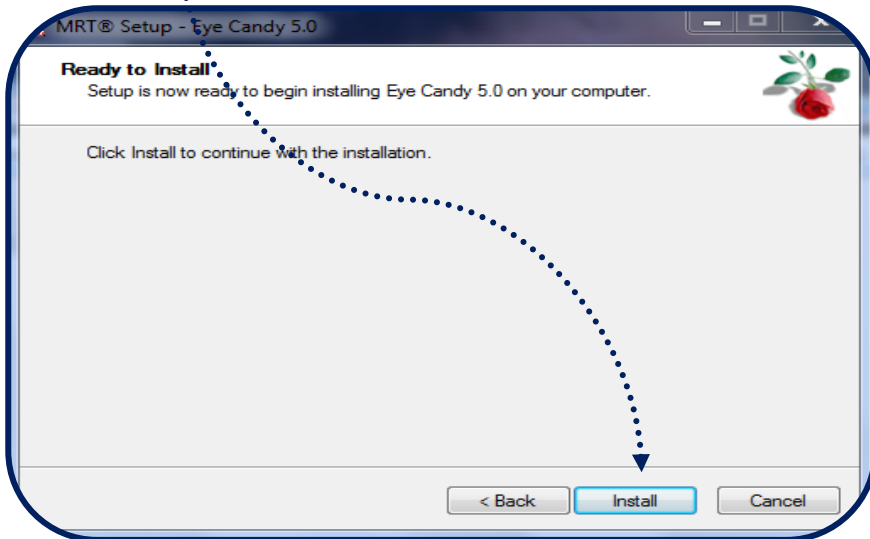 MRT® Setup - Eye Candy 5.0
Ready to Install
Setup is now ready to begin installing Eye Candy 5.0 on your computer.
Click Install to continue with the installation.
< Back
Install
Cancel